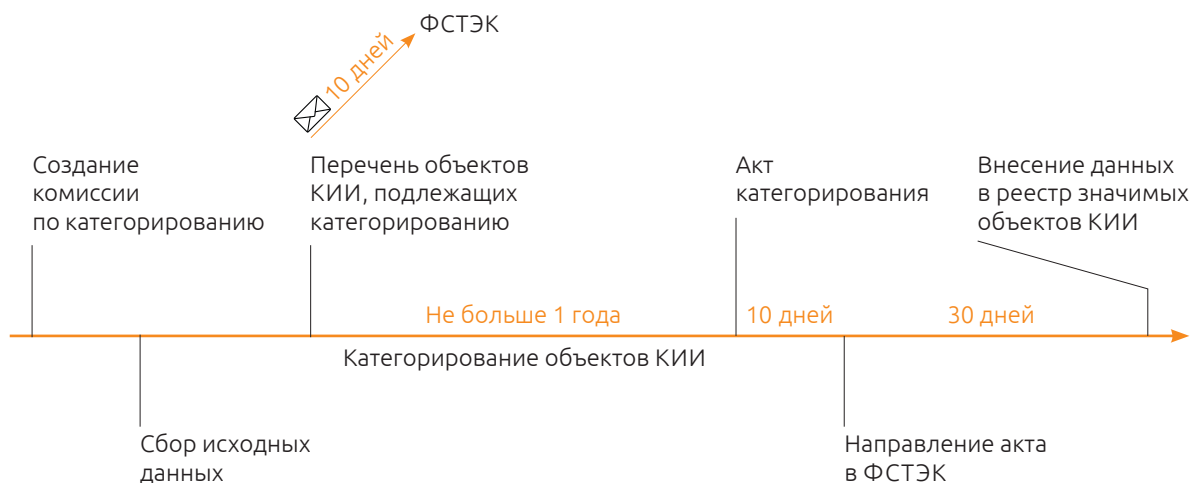 ФСТЭК
10 дней
Создание
комиссии
по категорированию
Перечень объектов
КИИ, подлежащих
категорированию
Акт
категорирования
Внесение данных
в реестр значимых
объектов КИИ
Не больше 1 года
10 дней
30 дней
Категорирование объектов КИИ
Сбор исходных
данных
Направление акта
в ФСТЭК